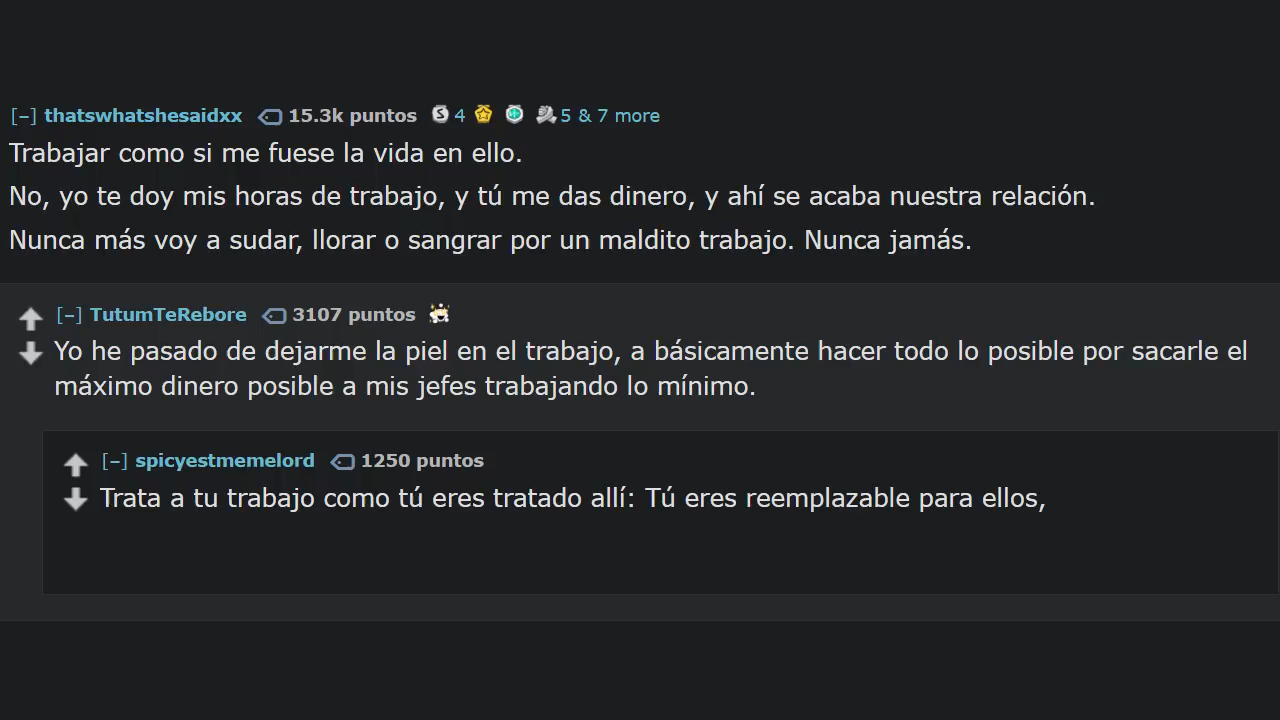 [–] thatswhatshesaidxx 15.3k puntos S 4 5 & 7 more
Trabajar como si me fuese la vida en ello.
No, yo te doy mis horas de trabajo, y tú me das dinero, y ahí se acaba nuestra relación.
Nunca más voy a sudar, llorar o sangrar por un maldito trabajo. Nunca jamás.
[–] TutumTeRebore 3107 puntos
Yo he pasado de dejarme la piel en el trabajo, a básicamente hacer todo lo posible por sacarle el
máximo dinero posible a mis jefes trabajando lo mínimo.
[–] spicyestmemelord 1250 puntos
Trata a tu trabajo como tú eres tratado allí: Tú eres reemplazable para ellos,